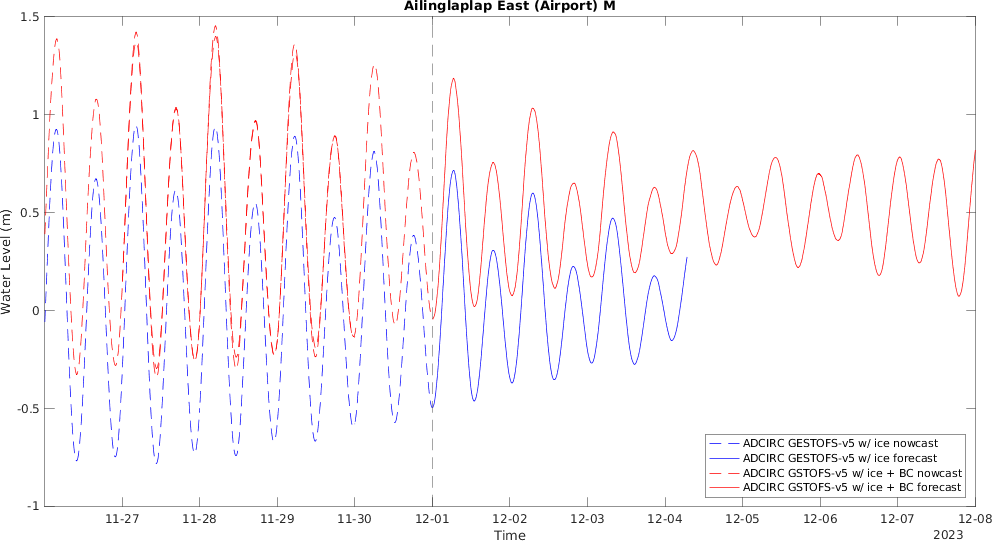 Ailinglaplap East (Airport) M
1.5
1
0.5
0
-0.5
-1
Water Level (m)
11-27 11-28 11-29 11-30 12-01 12-02 12-03 12-04 12-05 12-06 12-07 12-08
Time
2023
ADCIRC GESTOFS-v5 w/ ice nowcast
ADCIRC GESTOFS-v5 w/ ice forecast
ADCIRC GSTOFS-v5 w/ ice + BC nowcast
ADCIRC GSTOFS-v5 w/ ice + BC forecast